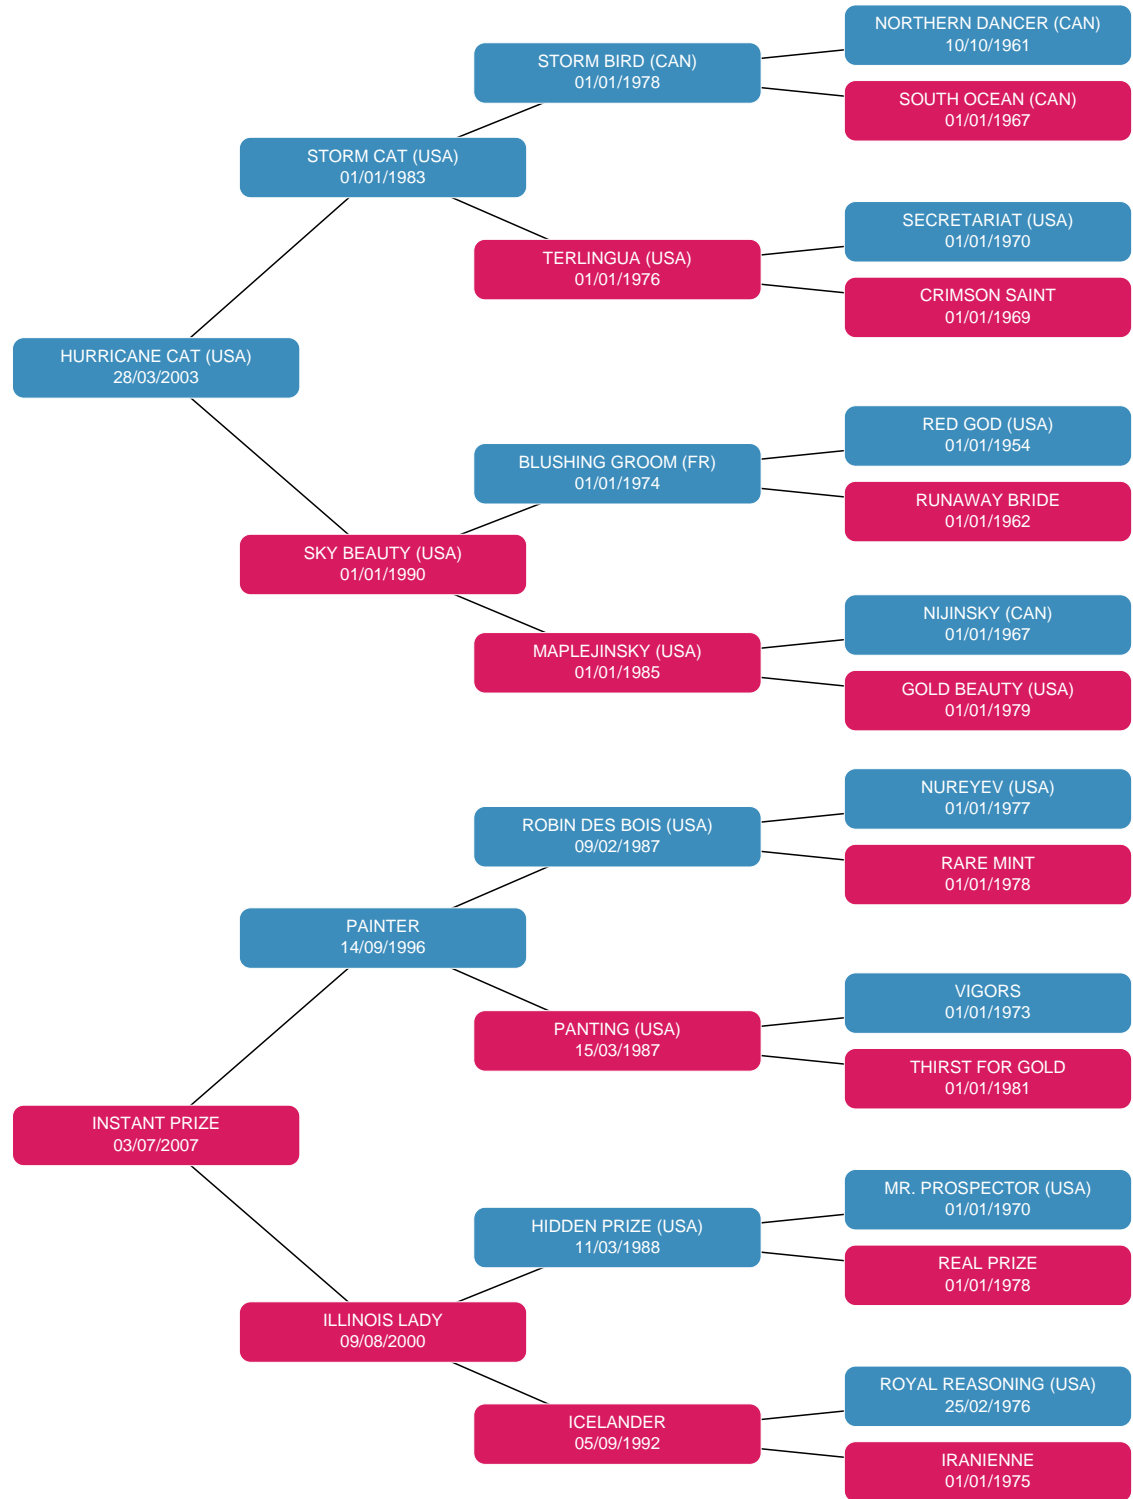 NORTHERN DANCER (CAN)
10/10/1961
STORM BIRD (CAN)
01/01/1978
SOUTH OCEAN (CAN)
01/01/1967
STORM CAT (USA)
01/01/1983
SECRETARIAT (USA)
01/01/1970
TERLINGUA (USA)
01/01/1976
CRIMSON SAINT
01/01/1969
HURRICANE CAT (USA)
28/03/2003
RED GOD (USA)
01/01/1954
BLUSHING GROOM (FR)
01/01/1974
RUNAWAY BRIDE
01/01/1962
SKY BEAUTY (USA)
01/01/1990
NIJINSKY (CAN)
01/01/1967
MAPLEJINSKY (USA)
01/01/1985
GOLD BEAUTY (USA)
01/01/1979
NUREYEV (USA)
01/01/1977
ROBIN DES BOIS (USA)
09/02/1987
RARE MINT
01/01/1978
PAINTER
14/09/1996
VIGORS
01/01/1973
PANTING (USA)
15/03/1987
THIRST FOR GOLD
01/01/1981
INSTANT PRIZE
03/07/2007
MR. PROSPECTOR (USA)
01/01/1970
HIDDEN PRIZE (USA)
11/03/1988
REAL PRIZE
01/01/1978
ILLINOIS LADY
09/08/2000
ROYAL REASONING (USA)
25/02/1976
ICELANDER
05/09/1992
IRANIENNE
01/01/1975